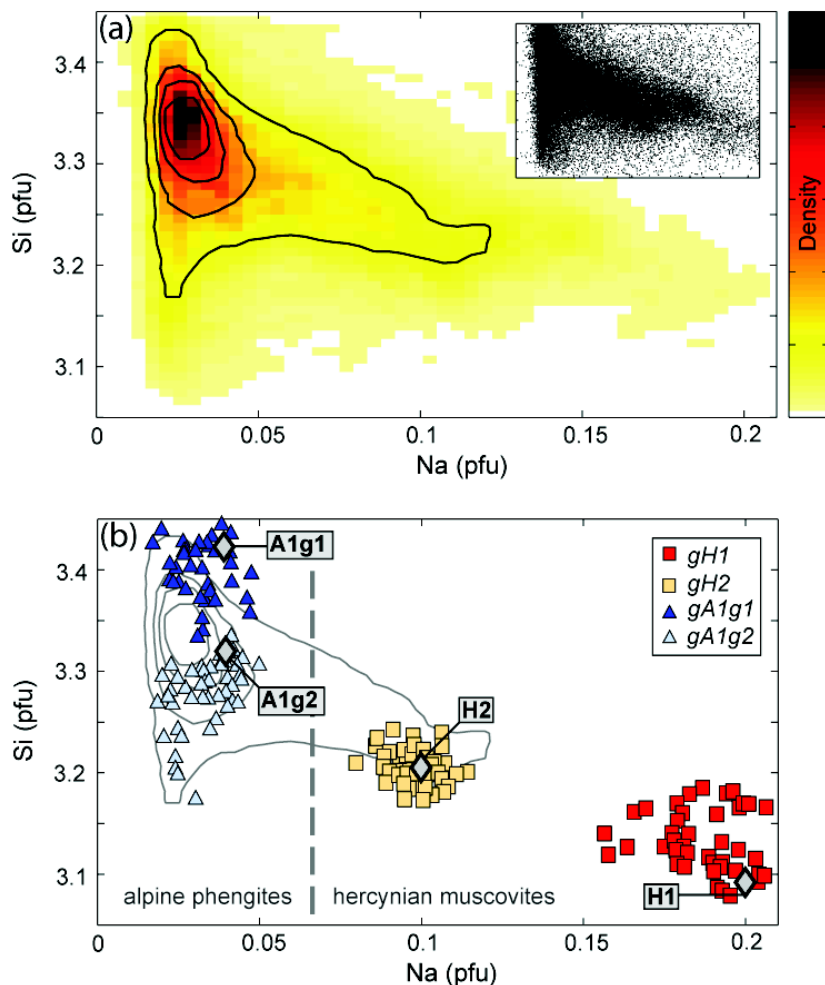 (a)
3.4
3.3
3.2
3.1
Si (pfu)
0
0.05
0.1
0.15
0.2
Na (pfu)
Density
(b)
A1g1
gH1
gH2
gA1g1
gA1g2
3.4
3.3
3.2
3.1
Si (pfu)
A1g2
H2
alpine phengites
hercynian muscovites
H1
0
0.05
0.1
0.15
0.2
Na (pfu)